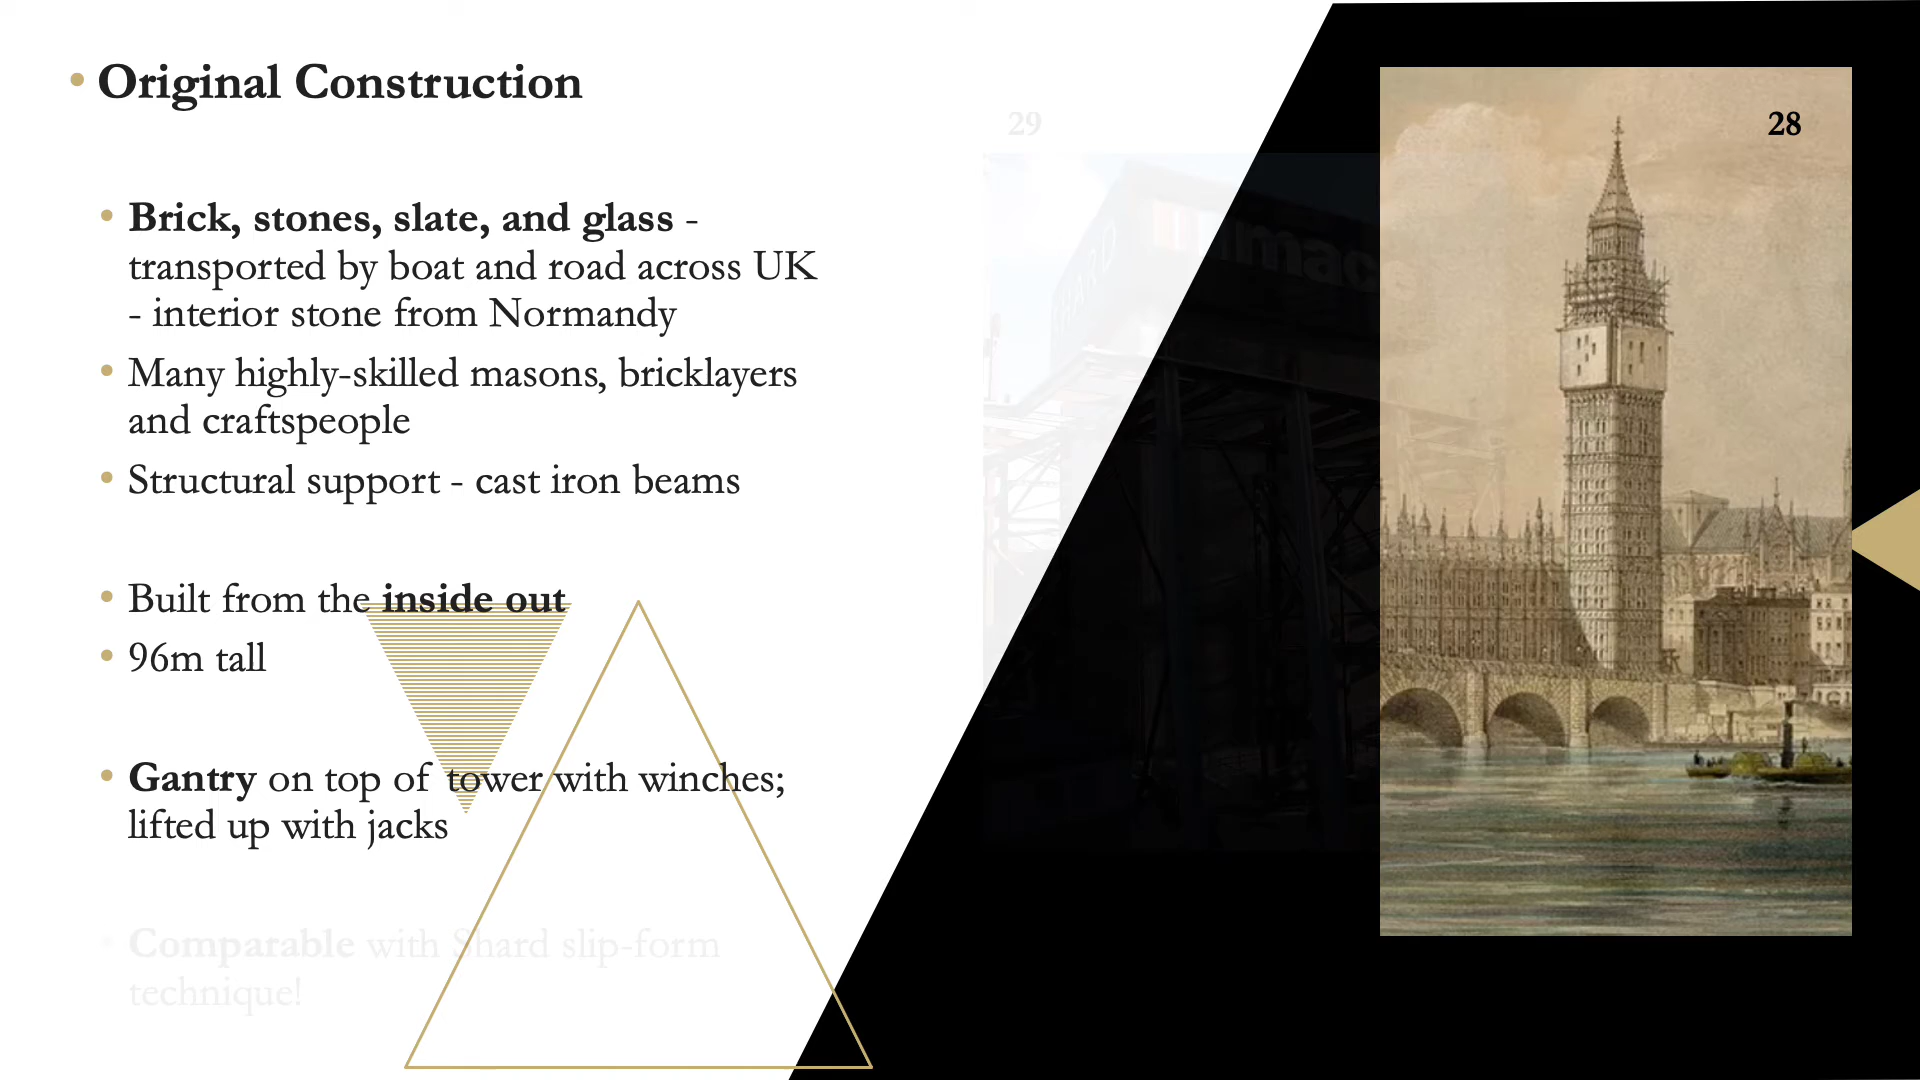 • Original Construction
• Brick, stones, slate, and glass -
transported by boat and road across UK
- interior stone from Normandy
• Many highly-skilled masons, bricklayers
and craftspeople
• Structural support - cast iron beams
• Built from the inside out
• 96m tall
• Gantry on top of tower with winches;
lifted up with jacks
• Comparable with Shard slip-form
technique!
29
SHARD
mace
28